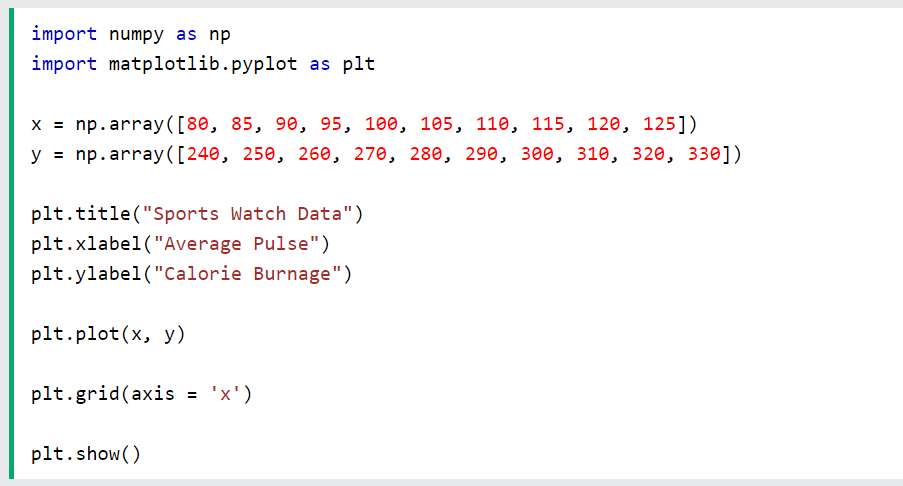 import numpy as np
import matplotlib.pyplot as plt
x = np.array([80, 85, 90, 95, 100, 105, 110, 115, 120, 125])
y = np.array([240, 250, 260, 270, 280, 290, 300, 310, 320, 330])
plt.title("Sports Watch Data")
plt.xlabel("Average Pulse")
plt.ylabel("Calorie Burnage")
plt.plot(x, y)
plt.grid(axis = 'x')
plt.show()